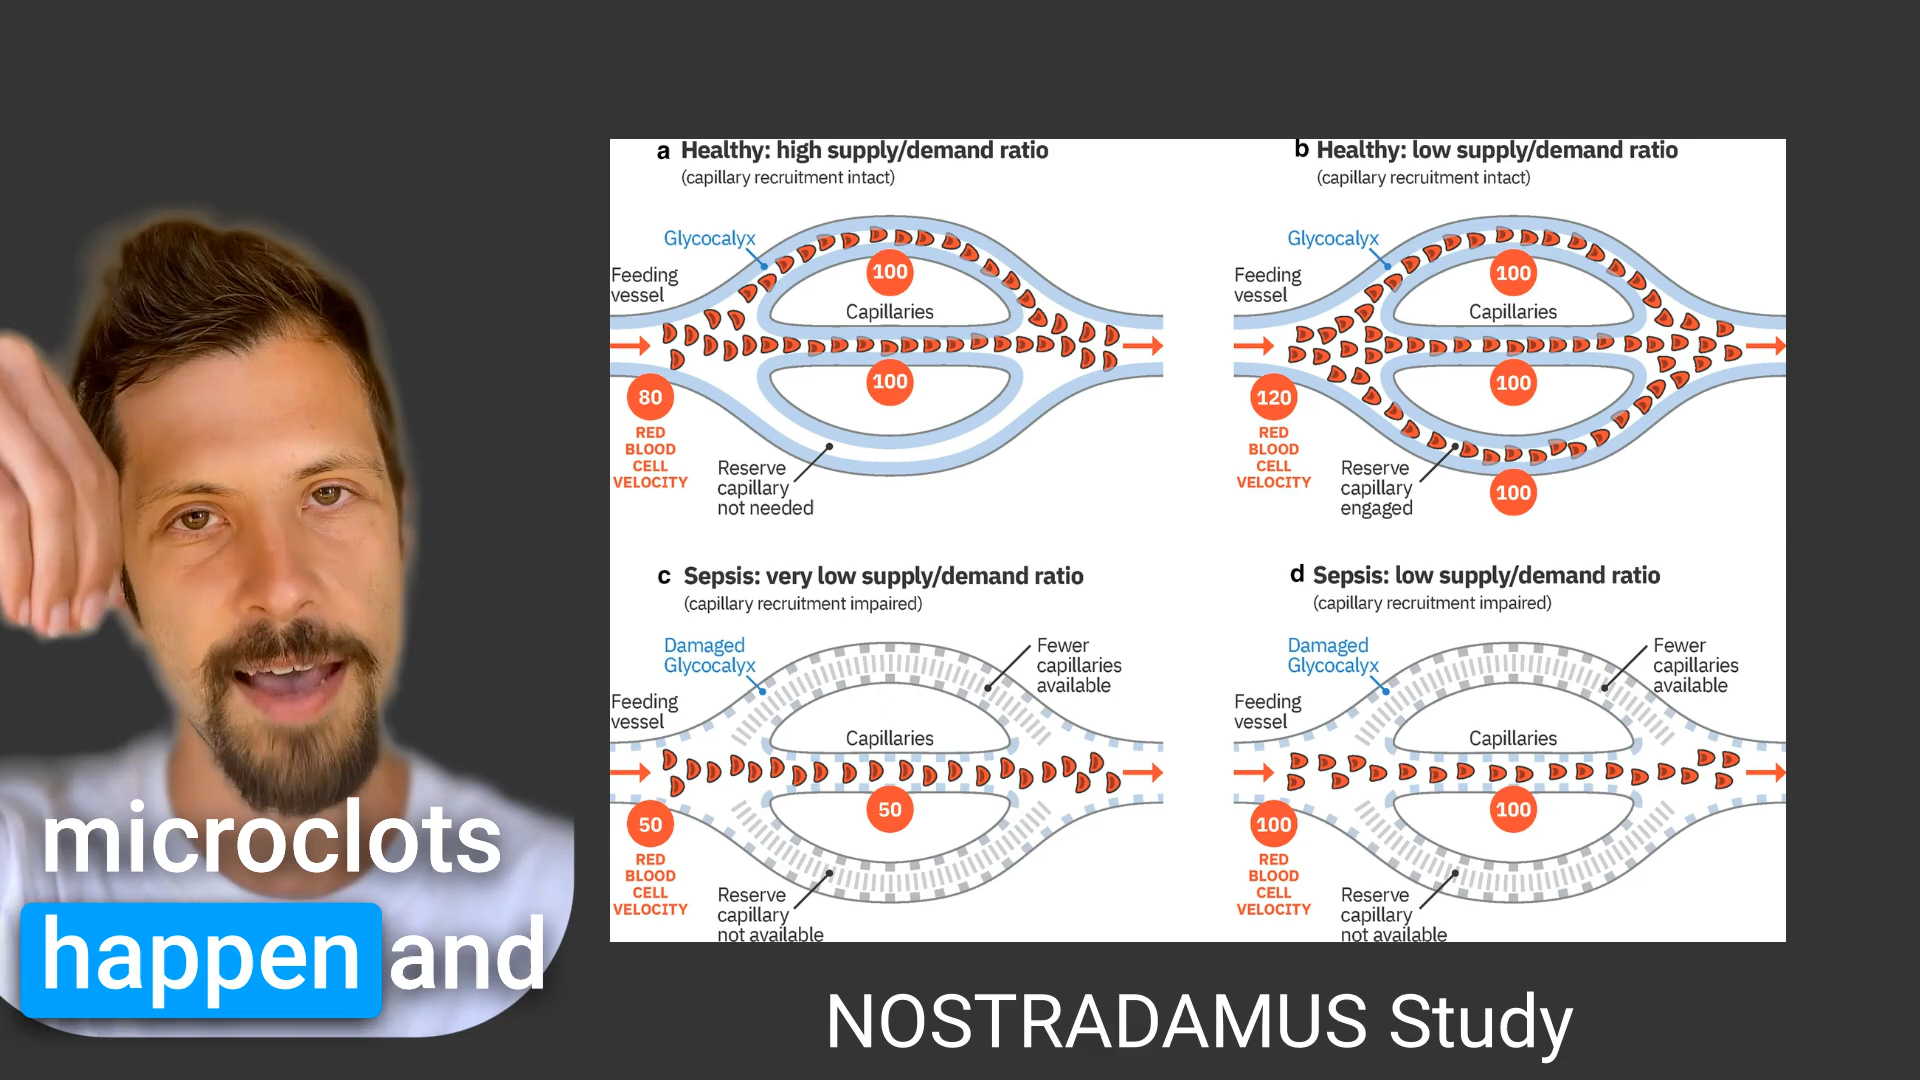 a Healthy: high supply/demand ratio
(capillary recruitment intact)
Glycocalyx
Feeding
vessel
100
Capillaries
100
80
RED
BLOOD
CELL
VELOCITY
Reserve
capillary
not needed
b Healthy: low supply/demand ratio
(capillary recruitment intact)
Glycocalyx
Feeding
vessel
100
Capillaries
100
120
RED
BLOOD
CELL
VELOCITY
Reserve
capillary
engaged
100
c Sepsis: very low supply/demand ratio
(capillary recruitment impaired)
Damaged
Glycocalyx
Fewer
capillaries
available
Feeding
vessel
Capillaries
50
50
RED
BLOOD
CELL
VELOCITY
Reserve
capillary
not available
d Sepsis: low supply/demand ratio
(capillary recruitment impaired)
Damaged
Glycocalyx
Fewer
capillaries
available
Feeding
vessel
Capillaries
100
100
RED
BLOOD
CELL
VELOCITY
Reserve
capillary
not available
microclots
happen and
NOSTRADAMUS Study